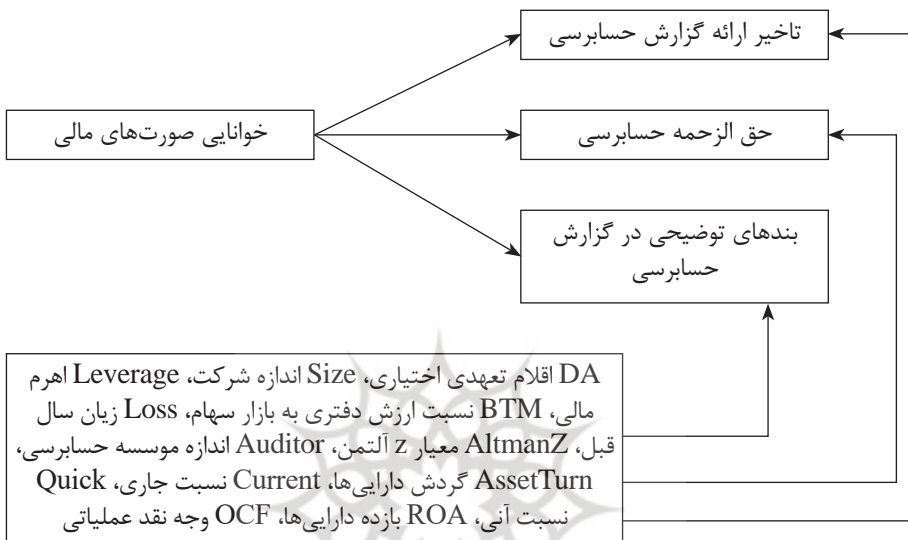 تاخیر ارائه گزارش حسابرسی
خوانایی صورت‌های مالی
حق الزحمه حسابرسی
بندهای توضیحی در گزارش
حسابرسی
DA اقلام تعهدی اختیاری، Size اندازه شرکت، Leverage اهرم
مالی، BTM نسبت ارزش دفتری به بازار سهام، Loss زیان سال
قبل، AltmanZ معیار z آلتمن، Auditor اندازه موسسه حسابرسی،
AssetTurn گردش دارایی‌ها، Current نسبت جاری، Quick
نسبت آنی، ROA بازده دارایی‌ها، OCF وجه نقد عملیاتی